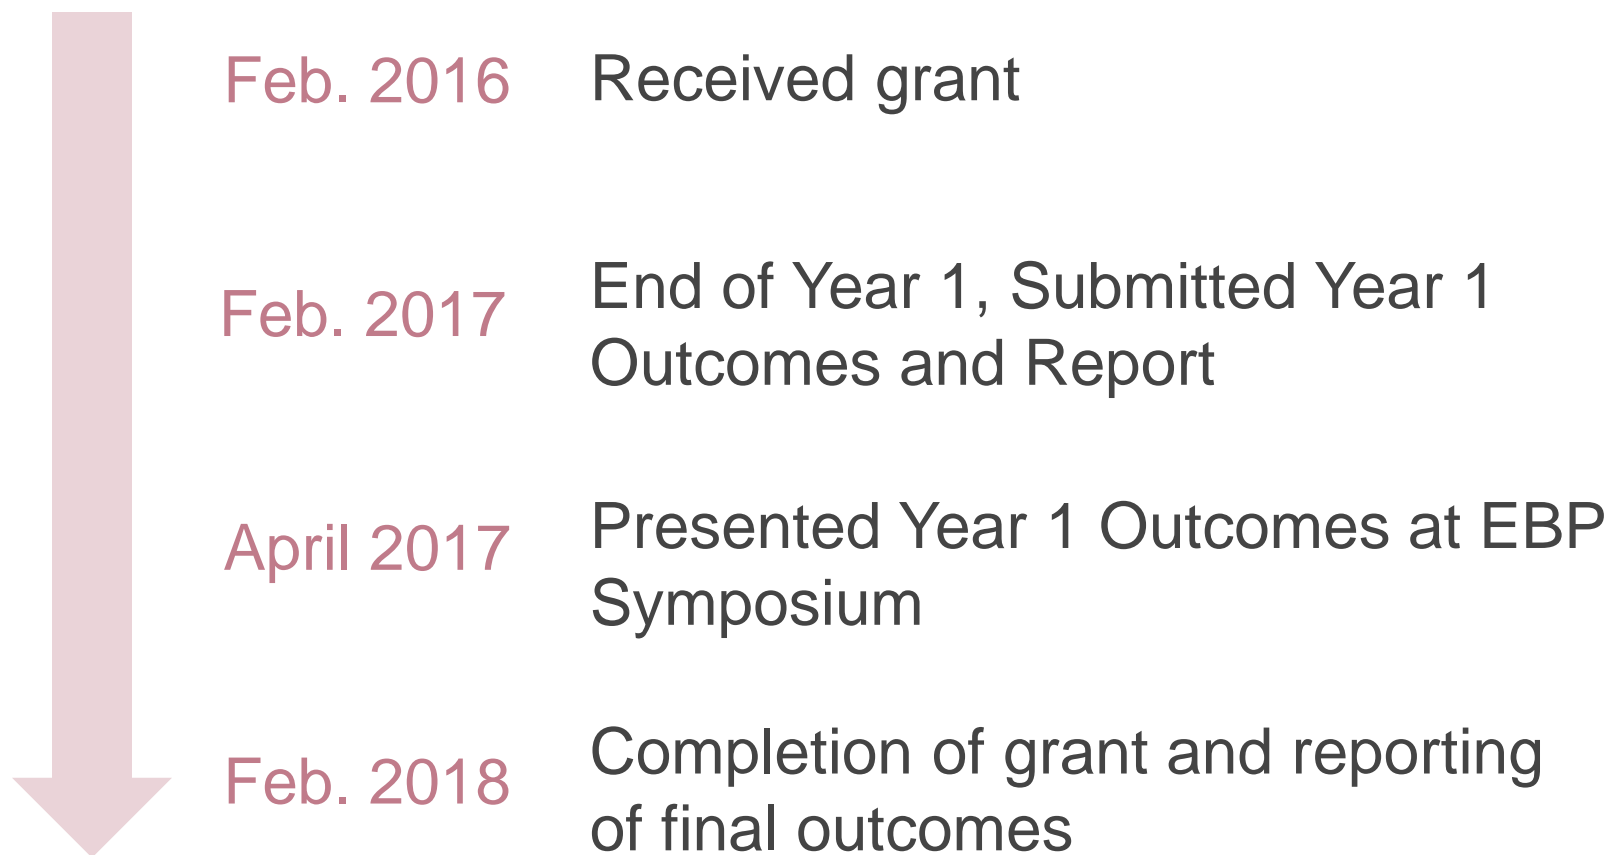 Feb. 2016
Received grant
Feb. 2017
End of Year 1, Submitted Year 1
Outcomes and Report
April 2017
Presented Year 1 Outcomes at EBP
Symposium
Feb. 2018
Completion of grant and reporting
of final outcomes